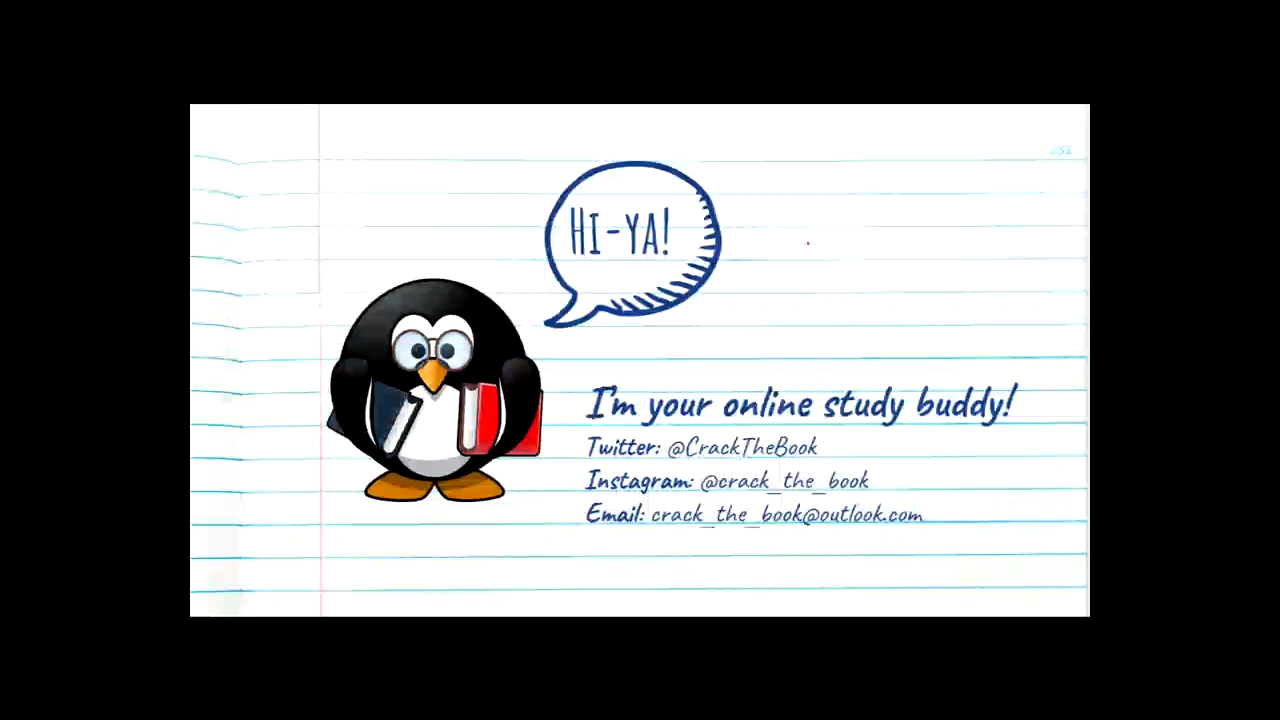 HI-YA!
I'm your online study buddy!
Twitter: @CrackTheBook
Instagram: @crack_the_book
Email: crack_the_book@outlook.com